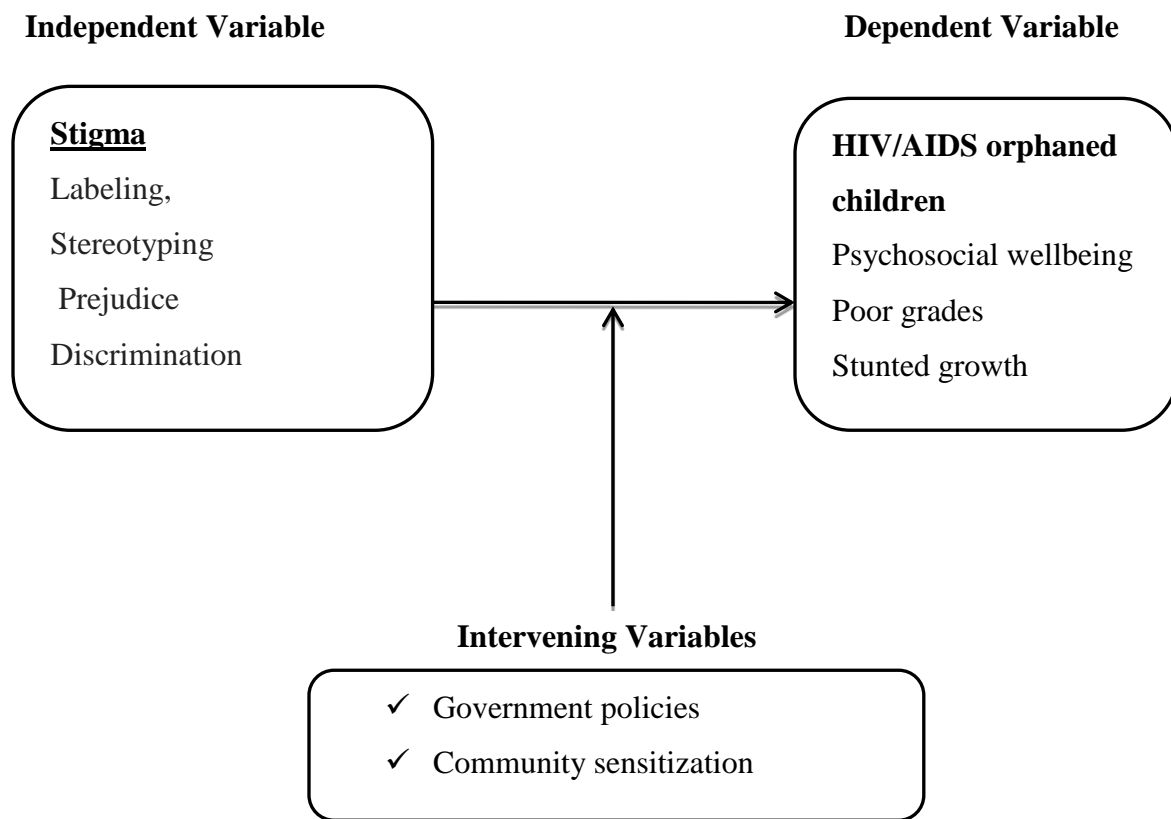 Independent Variable
Dependent Variable
Stigma
Labeling,
Stereotyping
Prejudice
Discrimination
HIV/AIDS orphaned
children
Psychosocial wellbeing
Poor grades
Stunted growth
Intervening Variables
✓ Government policies
✓ Community sensitization